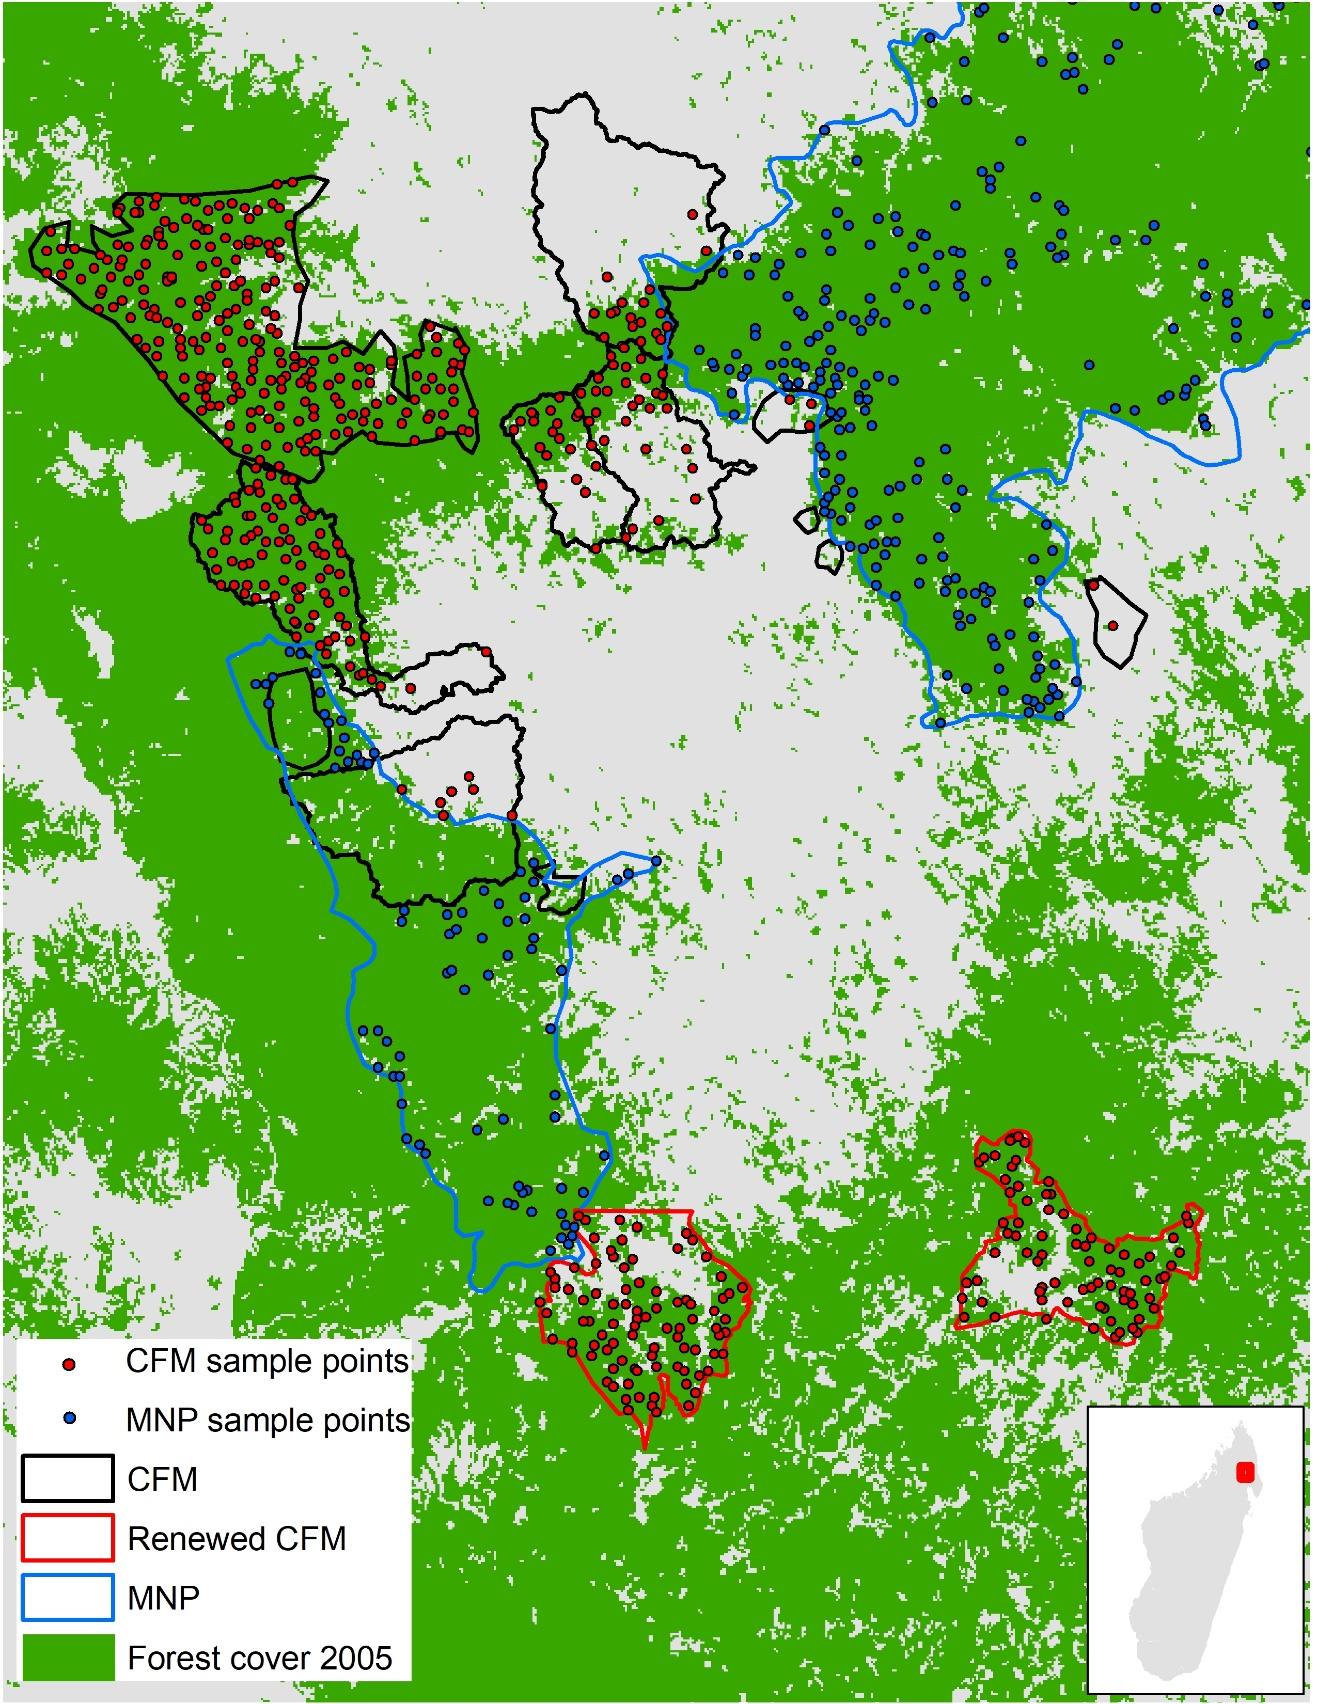 CFM sample points
MNP sample points
CFM
Renewed CFM
MNP
Forest cover 2005